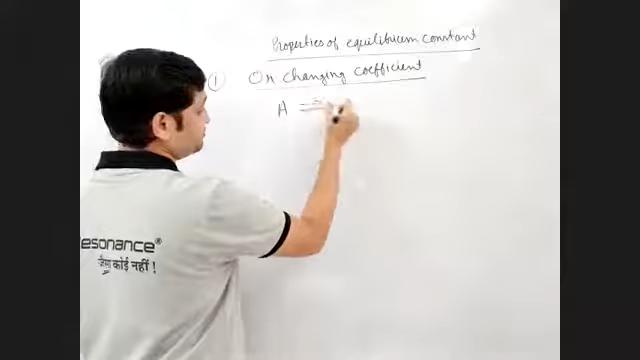 Properties of equilibrium constant
① On changing coefficient
A ⇌
esonance®
जैसा कोई नहीं !